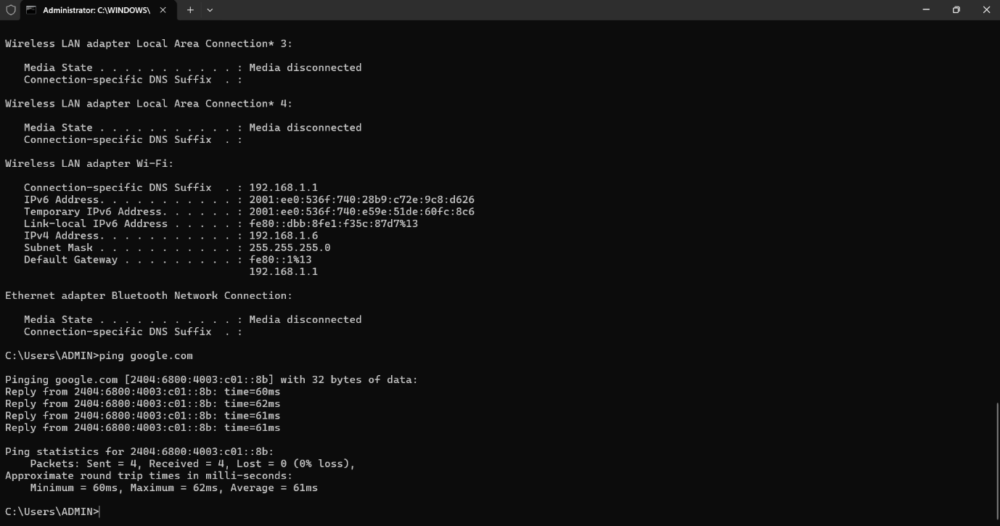 Administrator: C:\WINDOWS\
Wireless LAN adapter Local Area Connection* 3:
   Media State . . . . . . . . . . . : Media disconnected
   Connection-specific DNS Suffix  . :
Wireless LAN adapter Local Area Connection* 4:
   Media State . . . . . . . . . . . : Media disconnected
   Connection-specific DNS Suffix  . :
Wireless LAN adapter Wi-Fi:
   Connection-specific DNS Suffix  . : 192.168.1.1
   IPv6 Address. . . . . . . . . . . : 2001:ee0:536f:740:28b9:c72e:9c8:d626
   Temporary IPv6 Address. . . . . . : 2001:ee0:536f:740:e59e:51de:60fc:8c6
   Link-local IPv6 Address . . . . . : fe80::dbb:8fe1:f35c:87d7%13
   IPv4 Address. . . . . . . . . . . : 192.168.1.6
   Subnet Mask . . . . . . . . . . . : 255.255.255.0
   Default Gateway . . . . . . . . . : fe80::1%13
                                       192.168.1.1
Ethernet adapter Bluetooth Network Connection:
   Media State . . . . . . . . . . . : Media disconnected
   Connection-specific DNS Suffix  . :
C:\Users\ADMIN>ping google.com
Pinging google.com [2404:6800:4003:c01::8b] with 32 bytes of data:
Reply from 2404:6800:4003:c01::8b: time=60ms
Reply from 2404:6800:4003:c01::8b: time=62ms
Reply from 2404:6800:4003:c01::8b: time=61ms
Reply from 2404:6800:4003:c01::8b: time=61ms
Ping statistics for 2404:6800:4003:c01::8b:
    Packets: Sent = 4, Received = 4, Lost = 0 (0% loss),
Approximate round trip times in milli-seconds:
    Minimum = 60ms, Maximum = 62ms, Average = 61ms
C:\Users\ADMIN>